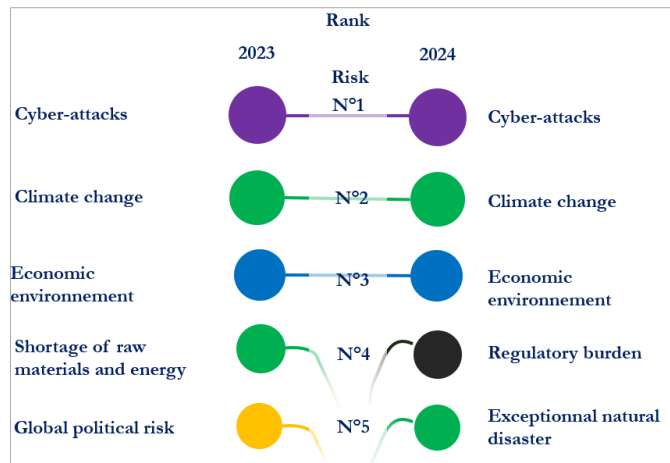 Rank
2023
2024
Risk
N°1
Cyber-attacks
Cyber-attacks
N°2
Climate change
Climate change
Economic
environnement
N°3
Economic
environnement
Shortage of raw
materials and energy
N°4
Regulatory burden
Global political risk
N°5
Exceptionnal natural
disaster